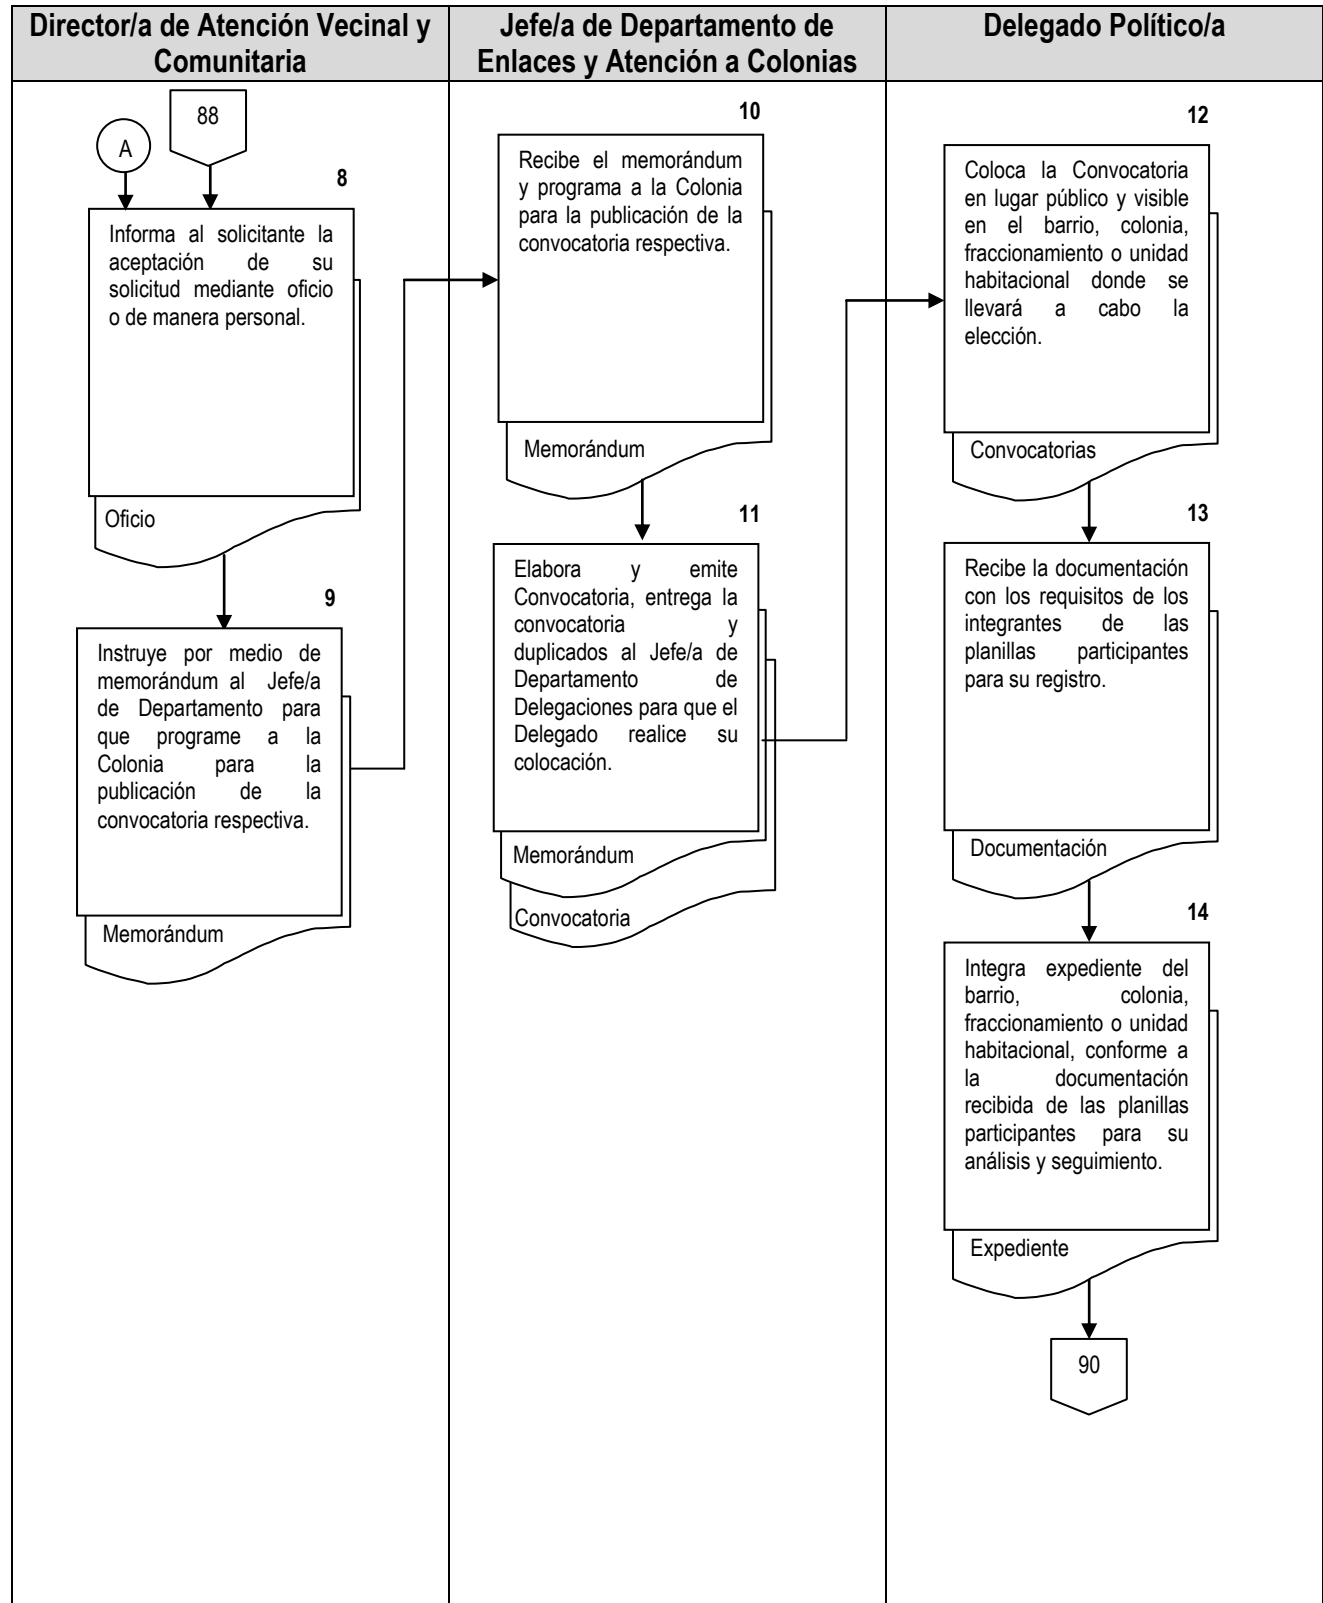 Director/a de Atención Vecinal y
Comunitaria
Jefe/a de Departamento de
Enlaces y Atención a Colonias
Delegado Político/a
A
88
8
Informa al solicitante la
aceptación de su
solicitud mediante oficio
o de manera personal.
Oficio
9
Instruye por medio de
memorándum al Jefe/a
de Departamento para
que programe a la
Colonia para la
publicación de la
convocatoria respectiva.
Memorándum
10
Recibe el memorándum
y programa a la Colonia
para la publicación de la
convocatoria respectiva.
Memorándum
11
Elabora y emite
Convocatoria, entrega la
convocatoria y
duplicados al Jefe/a de
Departamento de
Delegaciones para que el
Delegado realice su
colocación.
Memorándum
Convocatoria
12
Coloca la Convocatoria
en lugar público y visible
en el barrio, colonia,
fraccionamiento o unidad
habitacional donde se
llevará a cabo la
elección.
Convocatorias
13
Recibe la documentación
con los requisitos de los
integrantes de las
planillas participantes
para su registro.
Documentación
14
Integra expediente del
barrio, colonia,
fraccionamiento o unidad
habitacional, conforme a
la documentación
recibida de las planillas
participantes para su
análisis y seguimiento.
Expediente
90